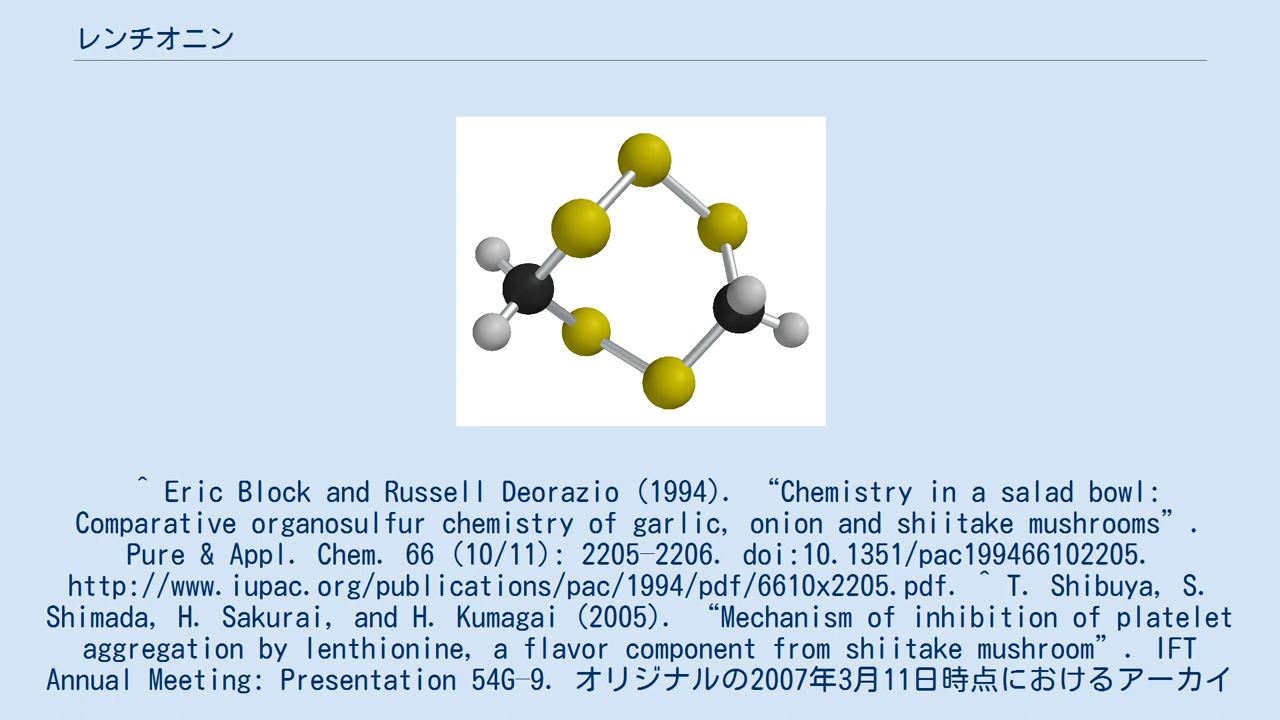 レンチオニン
^ Eric Block and Russell Deorazio (1994). “Chemistry in a salad bowl:
Comparative organosulfur chemistry of garlic, onion and shiitake mushrooms”.
Pure & Appl. Chem. 66 (10/11): 2205–2206. doi:10.1351/pac199466102205.
http://www.iupac.org/publications/pac/1994/pdf/6610x2205.pdf. ^ T. Shibuya, S.
Shimada, H. Sakurai, and H. Kumagai (2005). “Mechanism of inhibition of platelet
aggregation by lenthionine, a flavor component from shiitake mushroom”. IFT
Annual Meeting: Presentation 54G–9. オリジナルの2007年3月11日時点におけるアーカイ